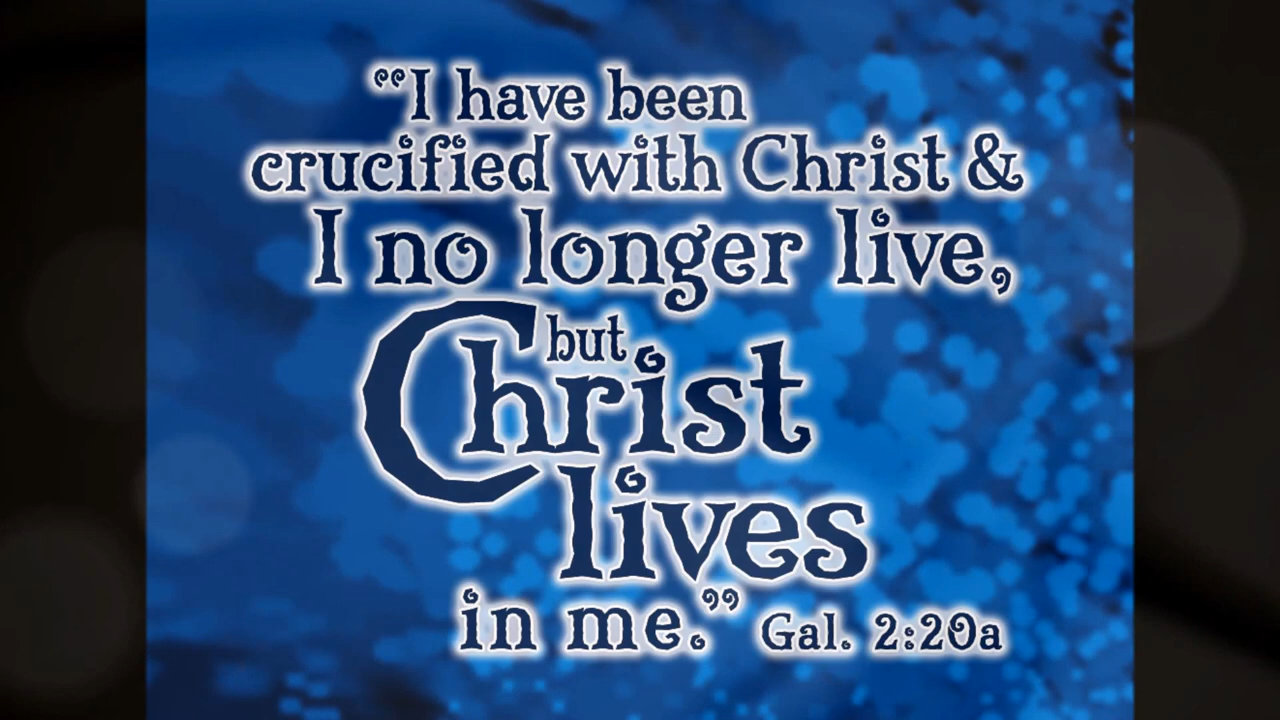 “I have been
crucified with Christ &
I no longer live,
but
Christ
lives
in me.” Gal. 2:20a